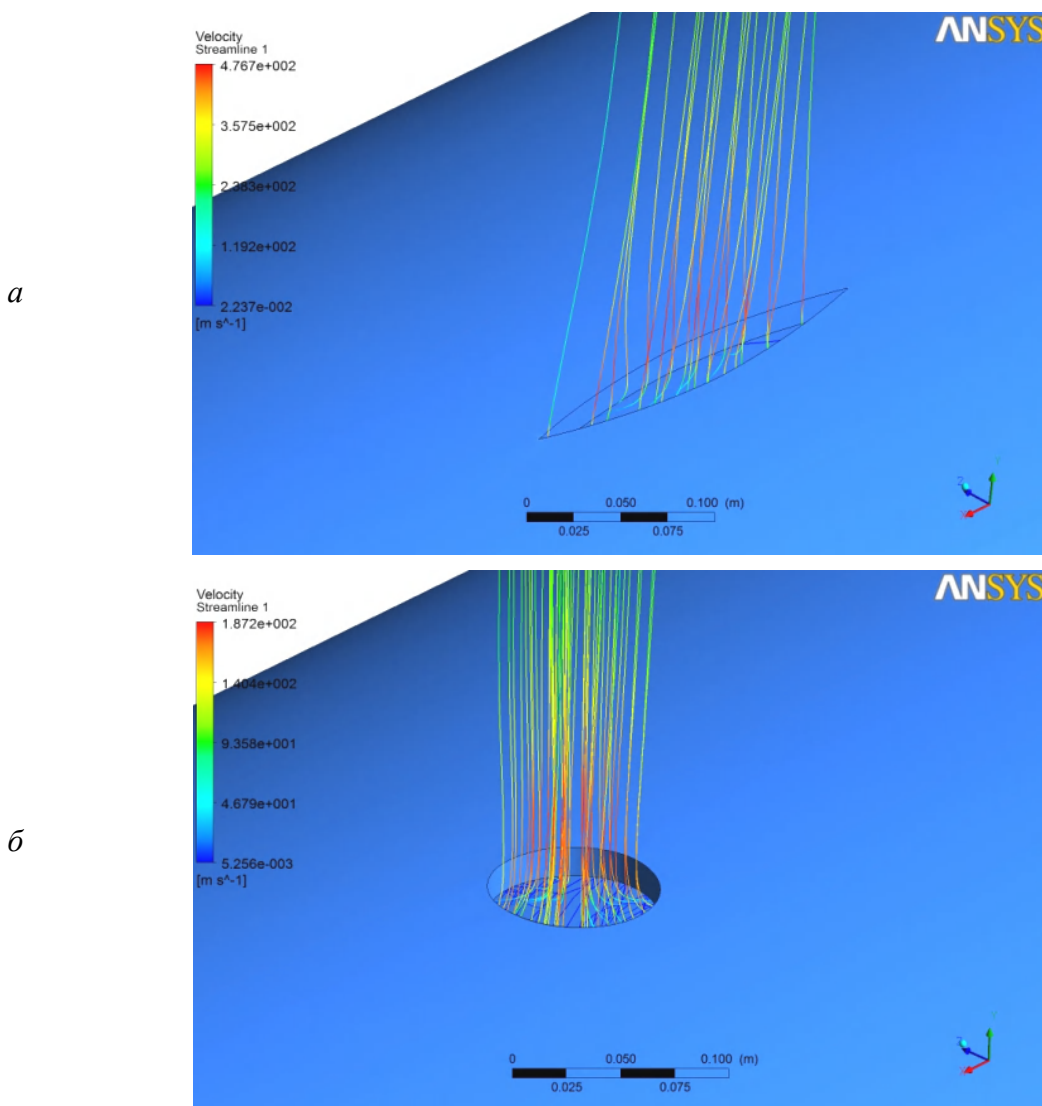 Velocity
Streamline 1
4.767e+002
3.575e+002
2.383e+002
1.192e+002
2.237e-002
[m s^-1]
ANSYS
а
0 0.050 0.100 (m)
0.025 0.075
Y
Z
X
Velocity
Streamline 1
1.872e+002
1.404e+002
9.358e+001
4.679e+001
5.256e-003
[m s^-1]
ANSYS
б
0 0.050 0.100 (m)
0.025 0.075
Y
Z
X